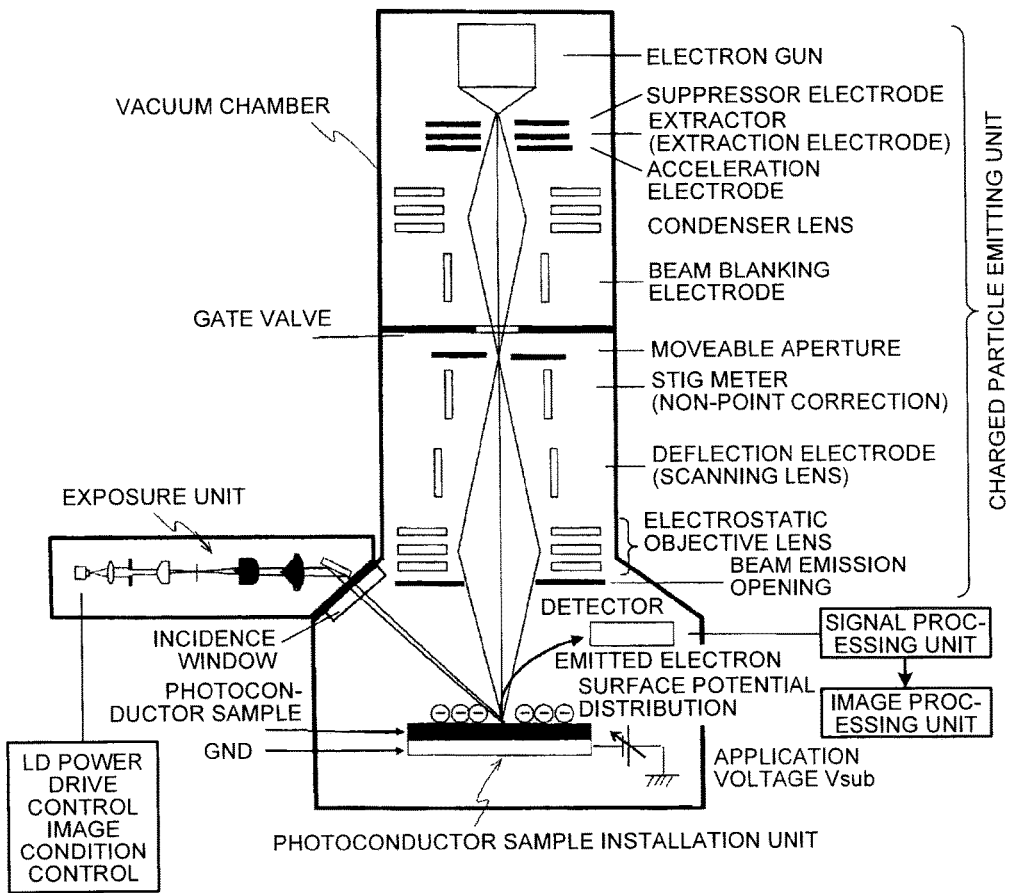 ELECTRON GUN
SUPPRESSOR ELECTRODE
EXTRACTOR
(EXTRACTION ELECTRODE)
ACCELERATION
ELECTRODE
VACUUM CHAMBER
CONDENSER LENS
BEAM BLANKING
ELECTRODE
GATE VALVE
MOVEABLE APERTURE
STIG METER
(NON-POINT CORRECTION)
DEFLECTION ELECTRODE
(SCANNING LENS)
CHARGED PARTICLE EMITTING UNIT
EXPOSURE UNIT
ELECTROSTATIC
OBJECTIVE LENS
BEAM EMISSION
OPENING
DETECTOR
INCIDENCE
WINDOW
SIGNAL PROC-
ESSING UNIT
EMITTED ELECTRON
SURFACE POTENTIAL
DISTRIBUTION
IMAGE PROC-
ESSING UNIT
PHOTOCON-
DUCTOR SAMPLE
GND
APPLICATION
VOLTAGE Vsub
LD POWER
DRIVE
CONTROL
IMAGE
CONDITION
CONTROL
PHOTOCONDUCTOR SAMPLE INSTALLATION UNIT